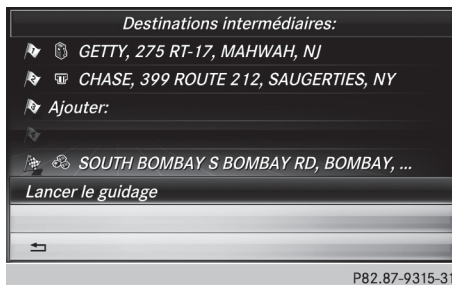 Destinations intermédiaires:
GETTY, 275 RT-17, MAHWAH, NJ
CHASE, 399 ROUTE 212, SAUGERTIES, NY
Ajouter:
SOUTH BOMBAY S BOMBAY RD, BOMBAY, ...
Lancer le guidage
P82.87-9315-31